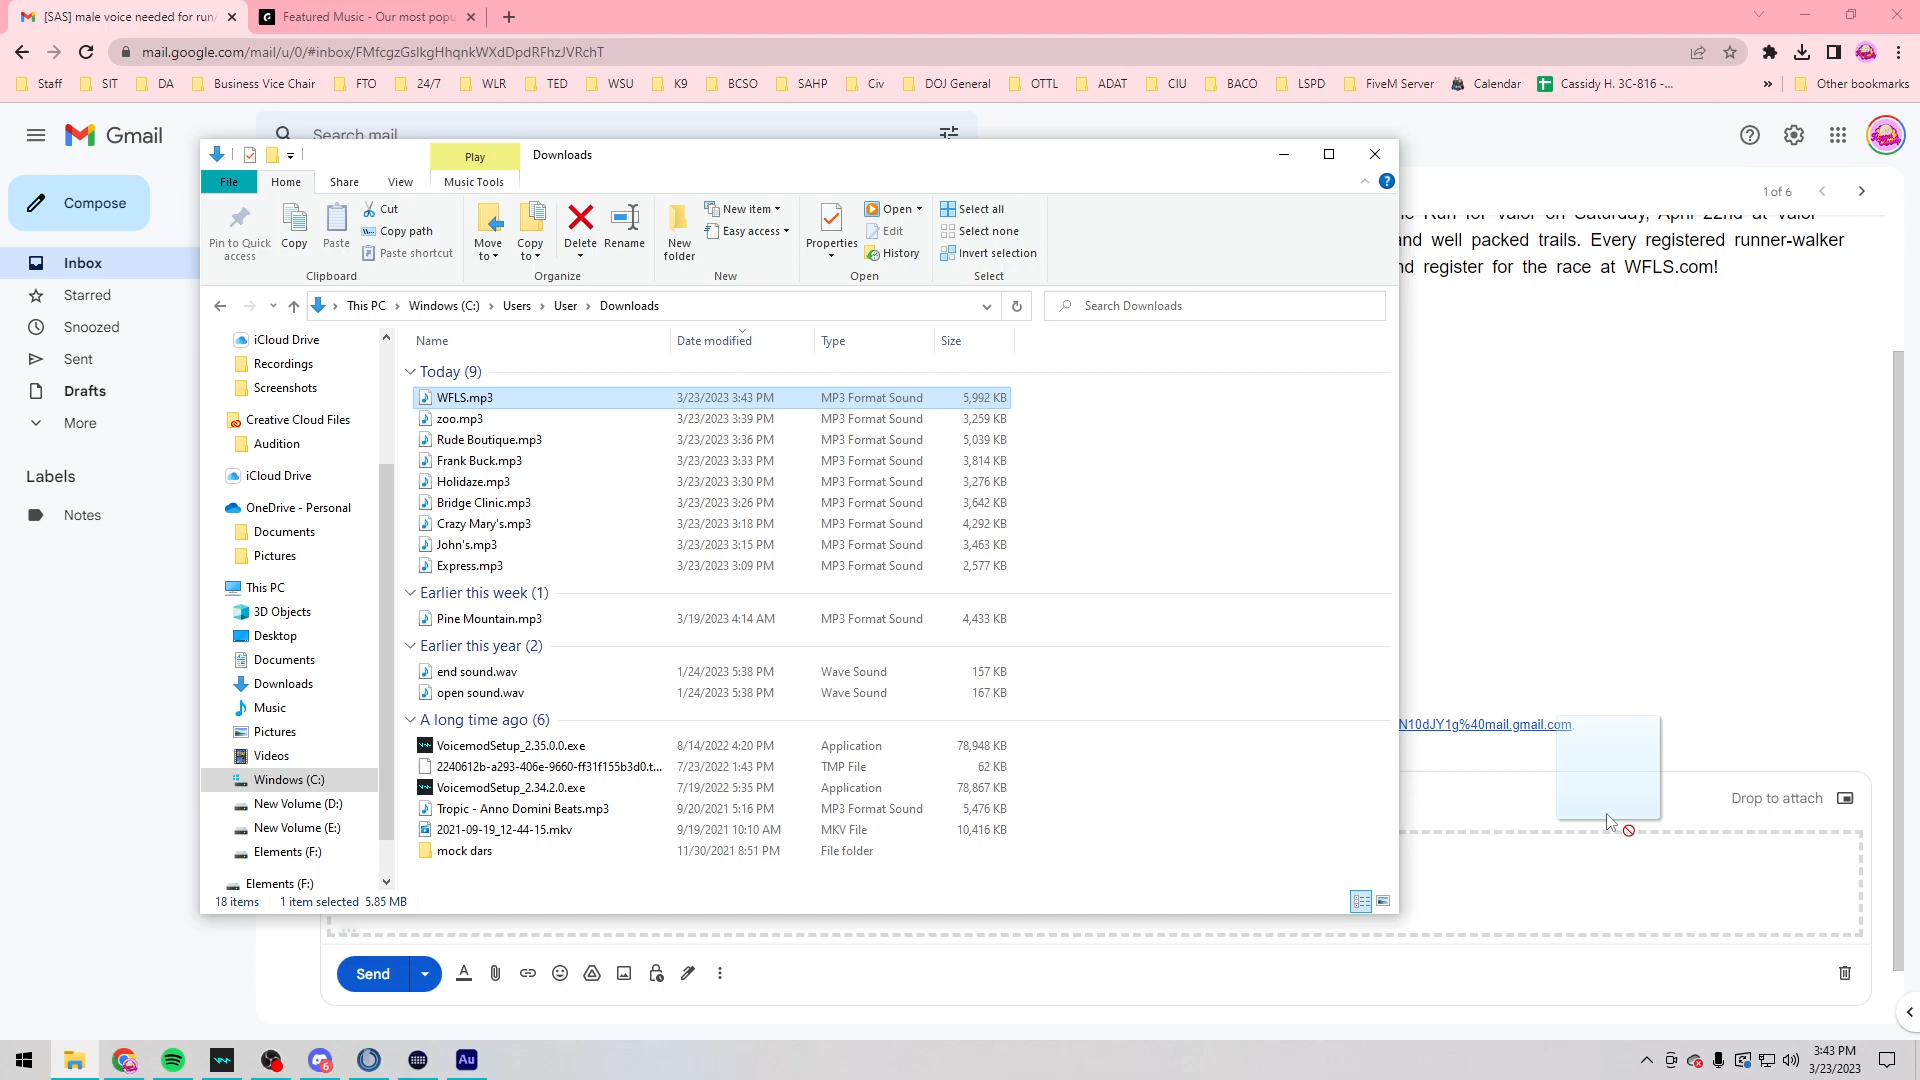 [SAS] male voice needed for run/
Featured Music - Our most popu
mail.google.com/mail/u/0/#inbox/FMfcgzGslkgHhqnkWXdDpdRFhzJVRchT
Staff SIT DA Business Vice Chair FTO 24/7 WLR TED WSU K9 BCSO SAHP Civ DOJ General OTTL ADAT CIU BACO LSPD FiveM Server Calendar Cassidy H. 3C-816 -... » Other bookmarks
Gmail
Search mail
Compose
Inbox
Starred
Snoozed
Sent
Drafts
More
Labels
Notes
1 of 6
Run for Valor on Saturday, April 22nd at Valor
nd well packed trails. Every registered runner-walker
d register for the race at WFLS.com!
N10dJY1g%40mail.gmail.com.
Drop to attach
Send
Play
Downloads
File Home Share View Music Tools
Pin to Quick access
Copy
Paste
Cut
Copy path
Paste shortcut
Clipboard
Move to
Copy to
Delete
Rename
Organize
New folder
New item
Easy access
New
Properties
Open
Edit
History
Open
Select all
Select none
Invert selection
Select
This PC > Windows (C:) > Users > User > Downloads
Search Downloads
iCloud Drive
Recordings
Screenshots
Creative Cloud Files
Audition
iCloud Drive
OneDrive - Personal
Documents
Pictures
This PC
3D Objects
Desktop
Documents
Downloads
Music
Pictures
Videos
Windows (C:)
New Volume (D:)
New Volume (E:)
Elements (F:)
Elements (F:)
Name Date modified Type Size
Today (9)
WFLS.mp3 3/23/2023 3:43 PM MP3 Format Sound 5,992 KB
zoo.mp3 3/23/2023 3:39 PM MP3 Format Sound 3,259 KB
Rude Boutique.mp3 3/23/2023 3:36 PM MP3 Format Sound 5,039 KB
Frank Buck.mp3 3/23/2023 3:33 PM MP3 Format Sound 3,814 KB
Holidaze.mp3 3/23/2023 3:30 PM MP3 Format Sound 3,276 KB
Bridge Clinic.mp3 3/23/2023 3:26 PM MP3 Format Sound 3,642 KB
Crazy Mary's.mp3 3/23/2023 3:18 PM MP3 Format Sound 4,292 KB
John's.mp3 3/23/2023 3:15 PM MP3 Format Sound 3,463 KB
Express.mp3 3/23/2023 3:09 PM MP3 Format Sound 2,577 KB
Earlier this week (1)
Pine Mountain.mp3 3/19/2023 4:14 AM MP3 Format Sound 4,433 KB
Earlier this year (2)
end sound.wav 1/24/2023 5:38 PM Wave Sound 157 KB
open sound.wav 1/24/2023 5:38 PM Wave Sound 167 KB
A long time ago (6)
VoicemodSetup_2.35.0.0.exe 8/14/2022 4:20 PM Application 78,948 KB
2240612b-a293-406e-9660-ff31f155b3d0.t... 7/23/2022 1:43 PM TMP File 62 KB
VoicemodSetup_2.34.2.0.exe 7/19/2022 5:35 PM Application 78,867 KB
Tropic - Anno Domini Beats.mp3 9/20/2021 5:16 PM MP3 Format Sound 5,476 KB
2021-09-19_12-44-15.mkv 9/19/2021 10:10 AM MKV File 10,416 KB
mock dars 11/30/2021 8:51 PM File folder
18 items 1 item selected 5.85 MB
Au
6
3:43 PM
3/23/2023